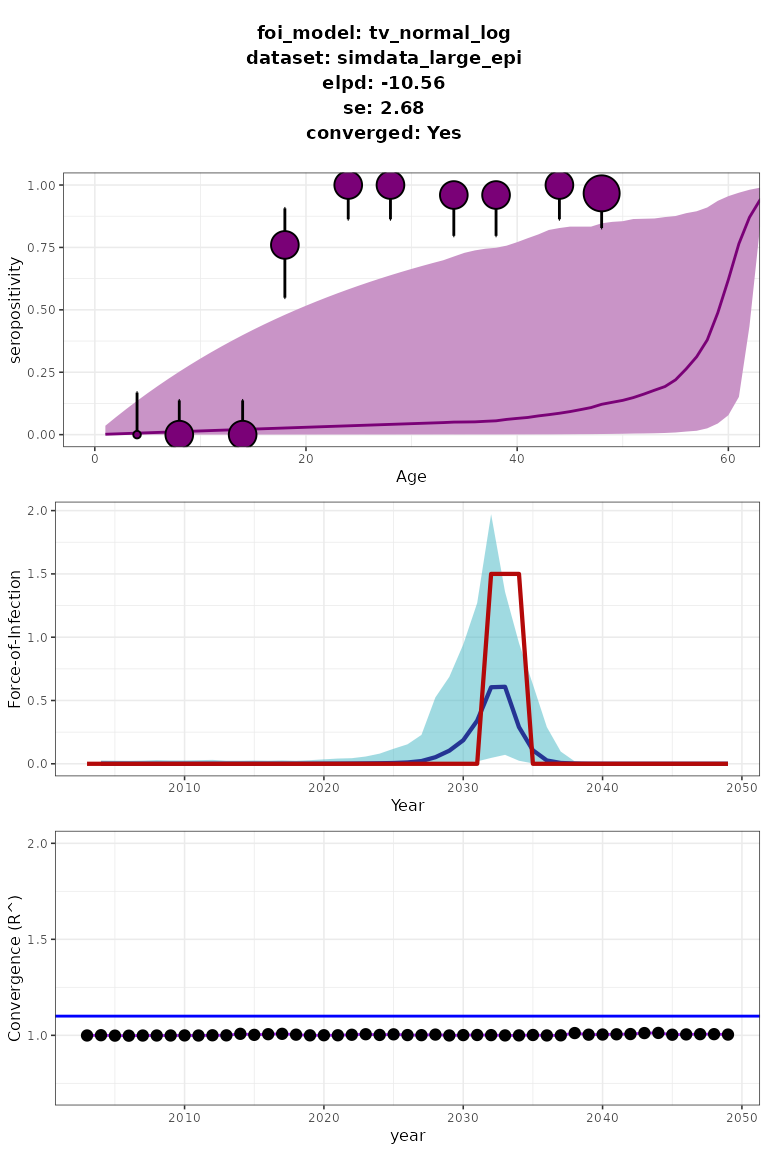 foi_model: tv_normal_log
dataset: simdata_large_epi
elpd: -10.56
se: 2.68
converged: Yes
seropositivity
1.00
0.75
0.50
0.25
0.00
0 20 40 60
Age
Force-of-Infection
2.0
1.5
1.0
0.5
0.0
2010 2020 2030 2040 2050
Year
Convergence (R^)
2.0
1.5
1.0
2010 2020 2030 2040 2050
year